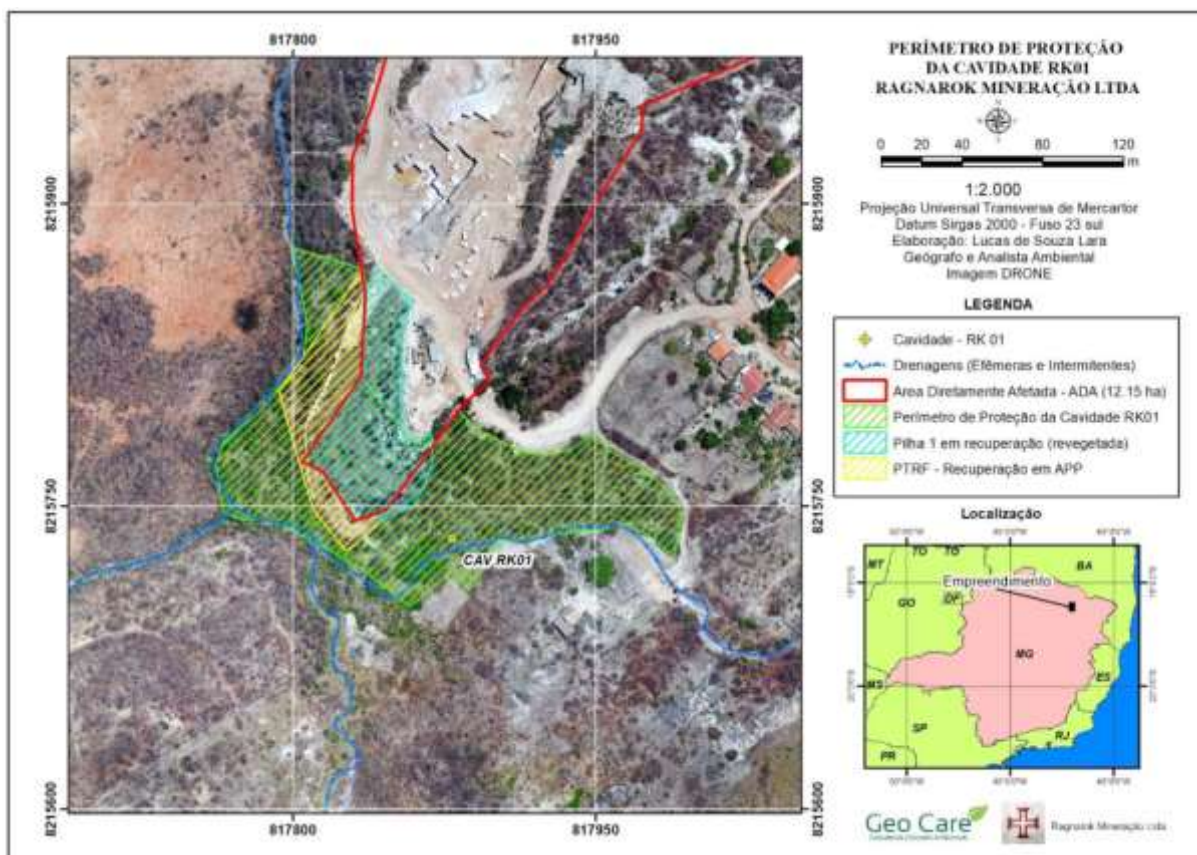 817800
817950
8215900
8215750
8215600
8215900
8215750
8215600
CAV RK01
817800
817950
PERÍMETRO DE PROTEÇÃO
DA CAVIDADE RK01
RAGNAROK MINERAÇÃO LTDA
0 20 40 80 120
m
1:2.000
Projeção Universal Transversa de Mercartor
Datum Sirgas 2000 - Fuso 23 sul
Elaboração: Lucas de Souza Lara
Geógrafo e Analista Ambiental
Imagem DRONE
LEGENDA
Cavidade - RK 01
Drenagens (Efêmeras e Intermitentes)
Área Diretamente Afetada - ADA (12.15 ha)
Perímetro de Proteção da Cavidade RK01
Pilha 1 em recuperação (revegetada)
PTRF - Recuperação em APP
Localização
MT
TO
TO
BA
Empreendimento
GO
DF
MG
MS
ES
SP
RJ
PR
Geo Care
Ragnarok Mineração Ltda